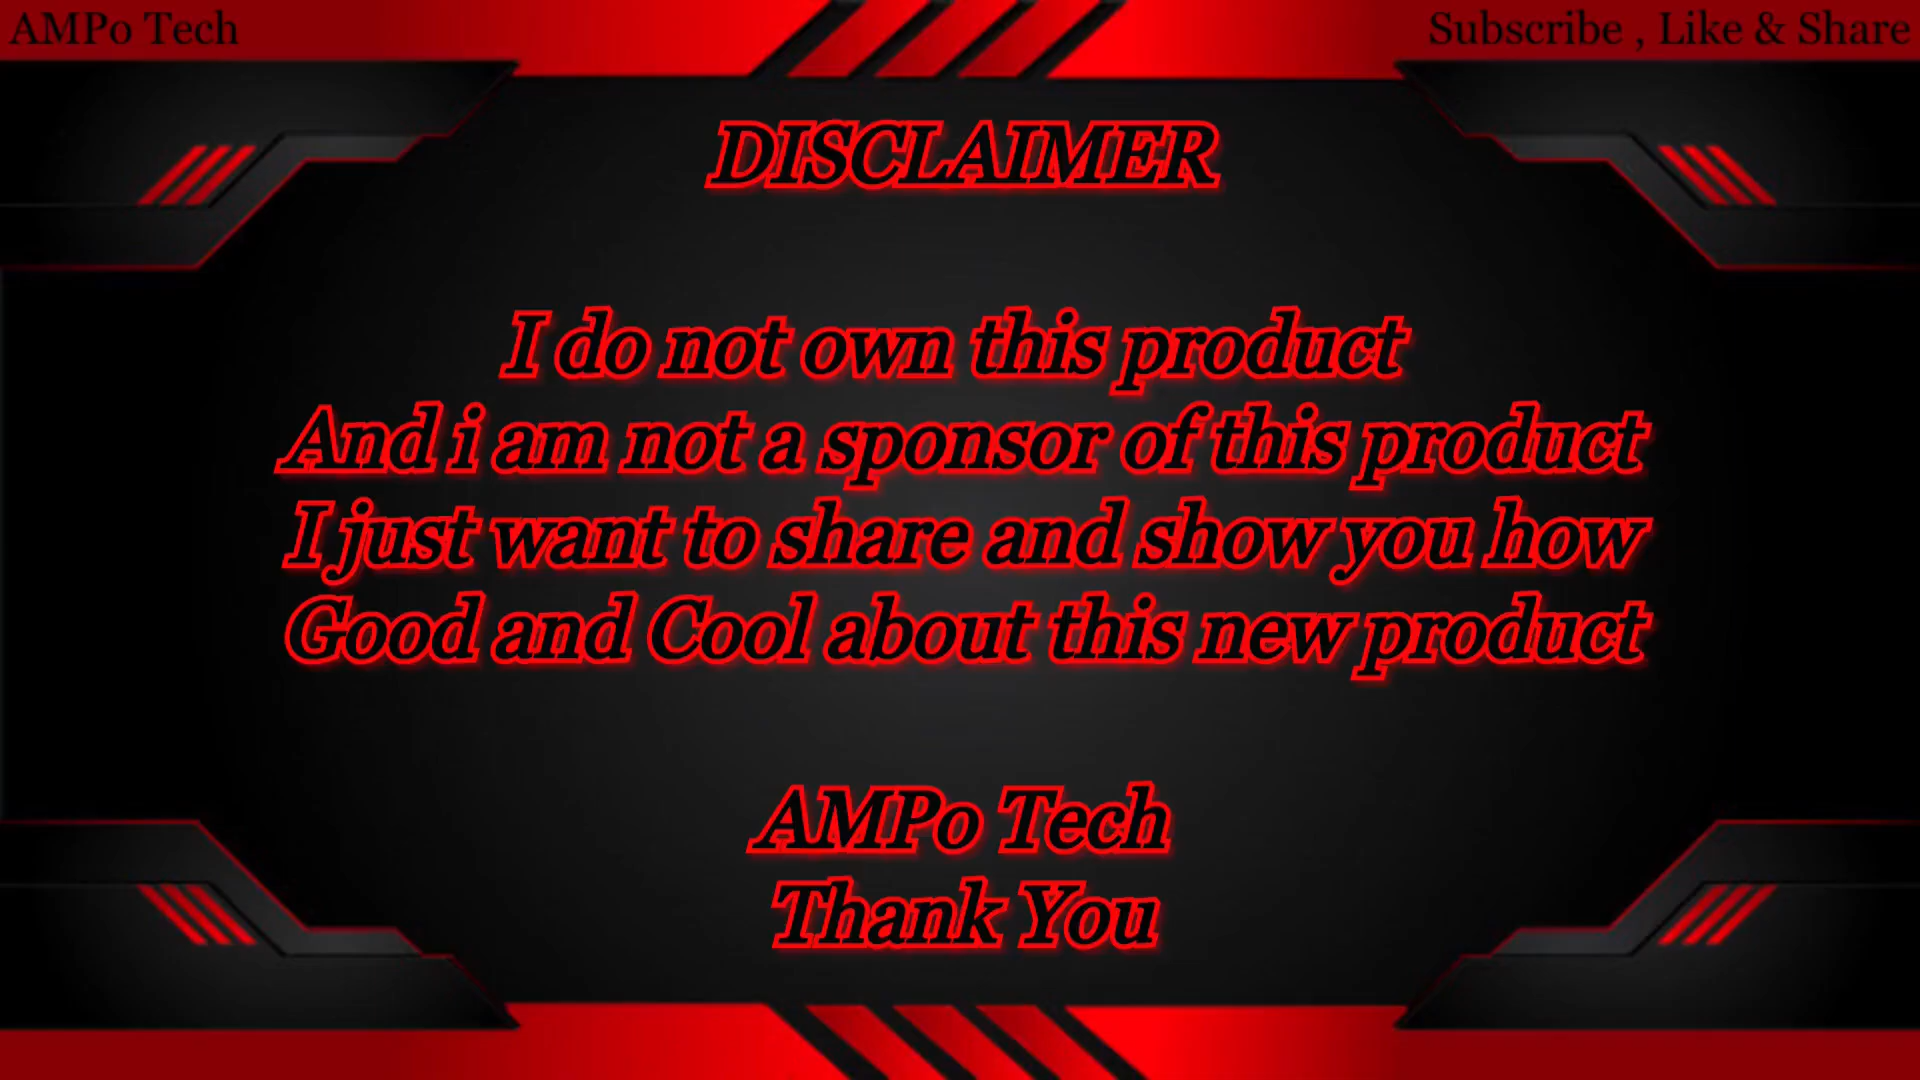 AMPo Tech
Subscribe , Like & Share
DISCLAIMER
I do not own this product
And i am not a sponsor of this product
I just want to share and show you how
Good and Cool about this new product
AMPo Tech
Thank You